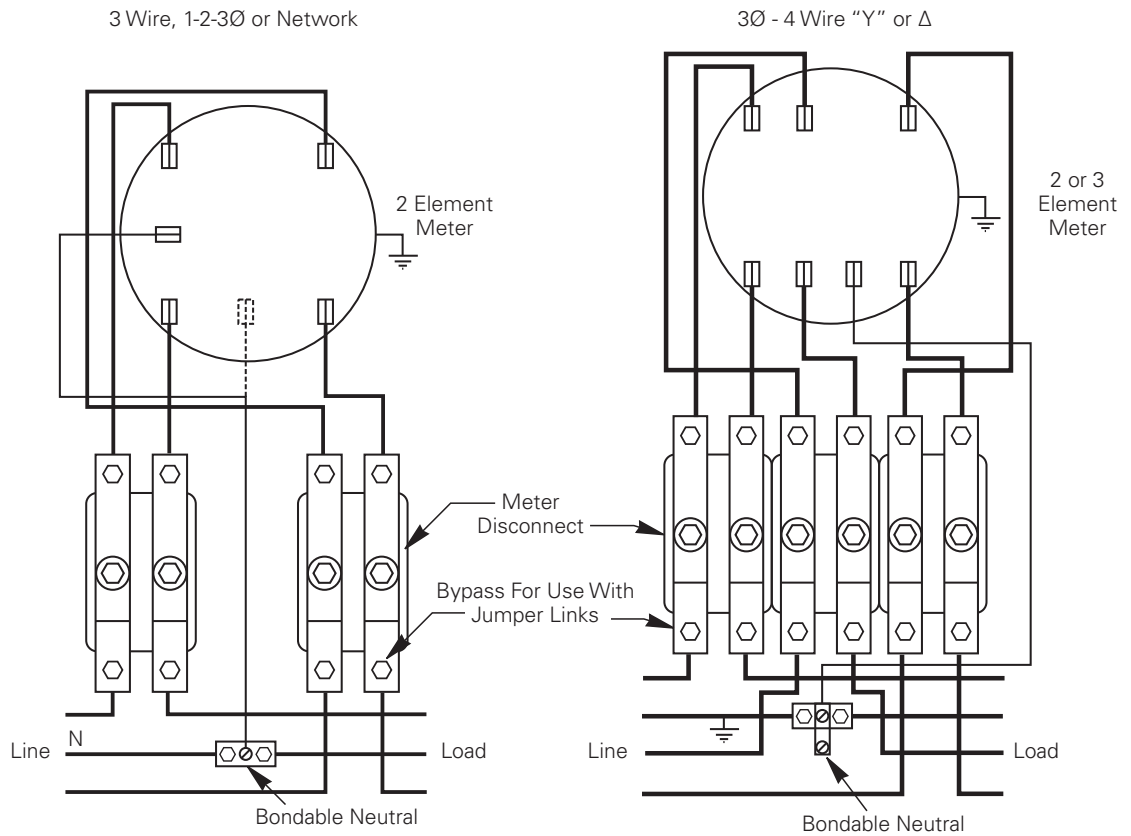 3 Wire, 1-2-3Ø or Network
3Ø - 4 Wire “Y” or Δ
2 Element
Meter
2 or 3
Element
Meter
Meter
Disconnect
Bypass For Use With
Jumper Links
N
Line
Load
Bondable Neutral
Line
Load
Bondable Neutral